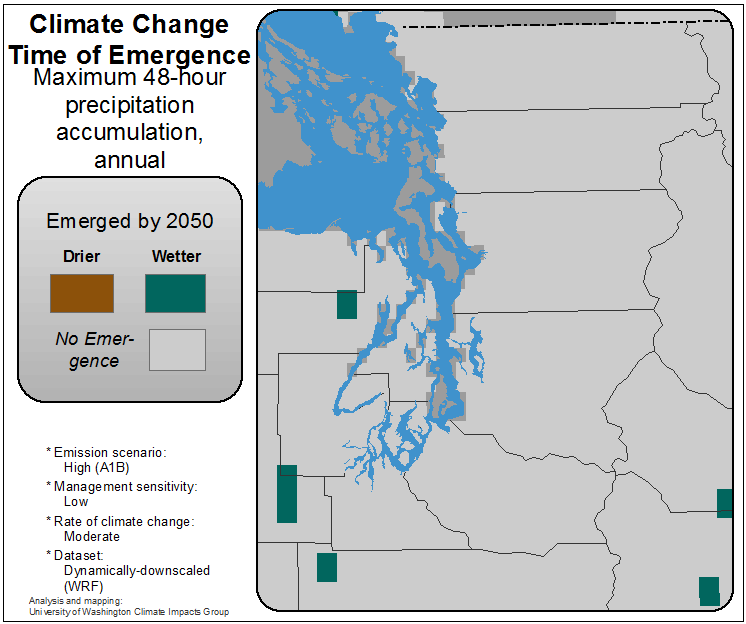 Climate Change
Time of Emergence
Maximum 48-hour
precipitation
accumulation,
annual
Emerged by 2050
Drier Wetter
No Emer-
gence
* Emission scenario:
High (A1B)
* Management sensitivity:
Low
* Rate of climate change:
Moderate
* Dataset:
Dynamically-downscaled
(WRF)
Analysis and mapping:
University of Washington Climate Impacts Group